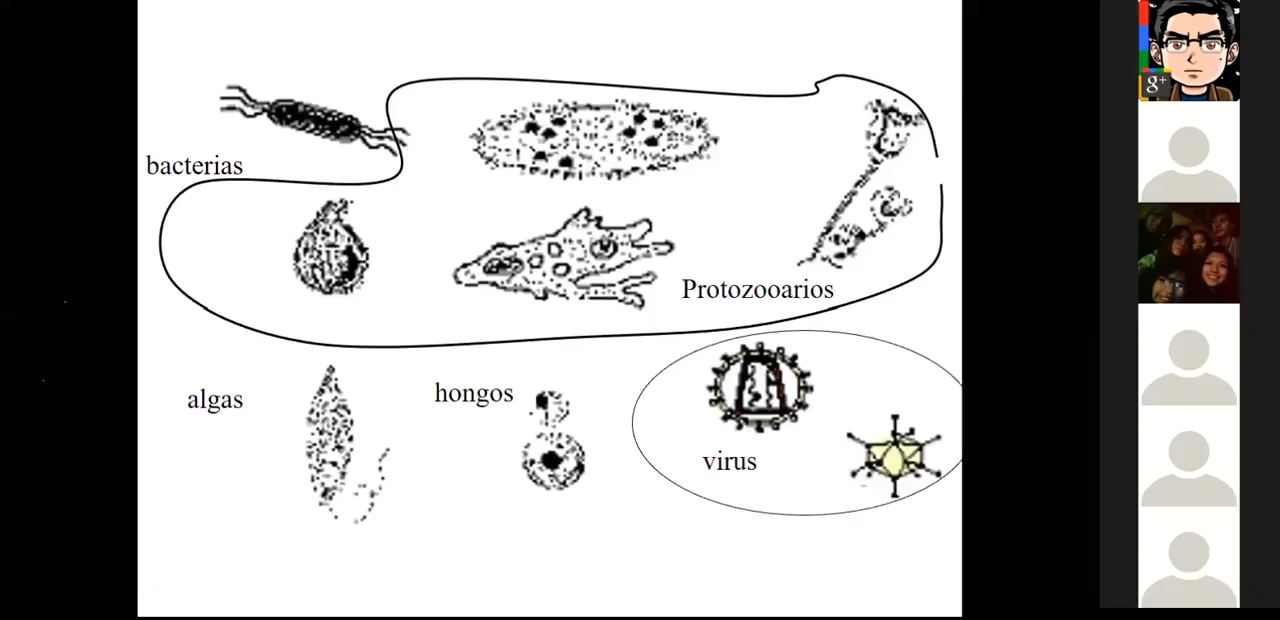 bacterias
Protozooarios
algas
hongos
virus
g+